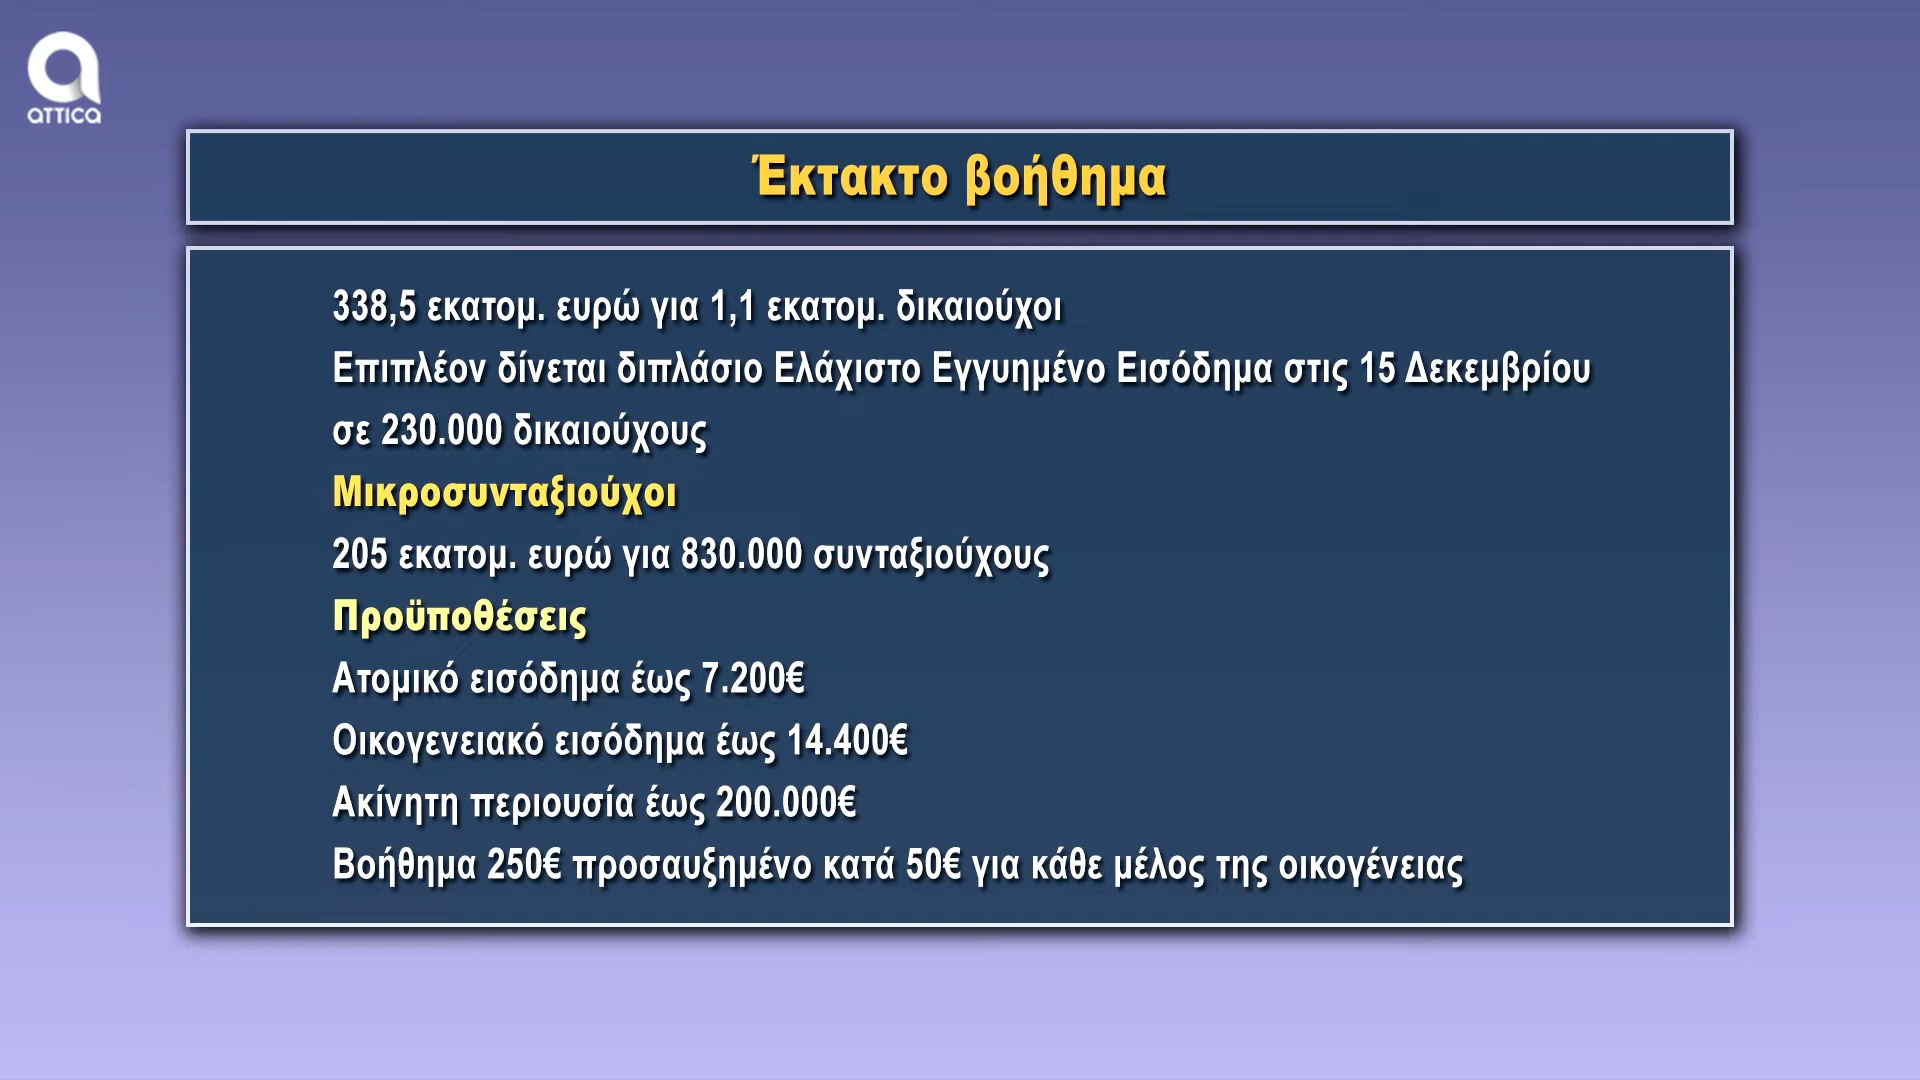 αττιca
Έκτακτο βοήθημα
338,5 εκατομ. ευρώ για 1,1 εκατομ. δικαιούχοι
Επιπλέον δίνεται διπλάσιο Ελάχιστο Εγγυημένο Εισόδημα στις 15 Δεκεμβρίου
σε 230.000 δικαιούχους
Μικροσυνταξιούχοι
205 εκατομ. ευρώ για 830.000 συνταξιούχους
Προϋποθέσεις
Ατομικό εισόδημα έως 7.200€
Οικογενειακό εισόδημα έως 14.400€
Ακίνητη περιουσία έως 200.000€
Βοήθημα 250€ προσαυξημένο κατά 50€ για κάθε μέλος της οικογένειας